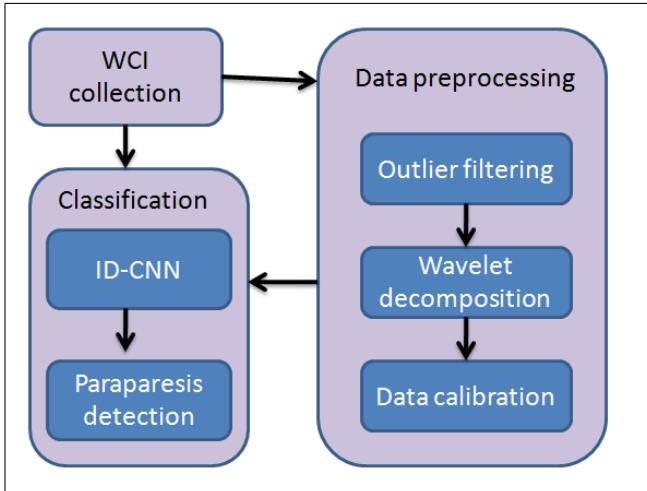 WCI
collection
Data preprocessing
Outlier filtering
Wavelet
decomposition
Data calibration
Classification
ID-CNN
Paraparesis
detection